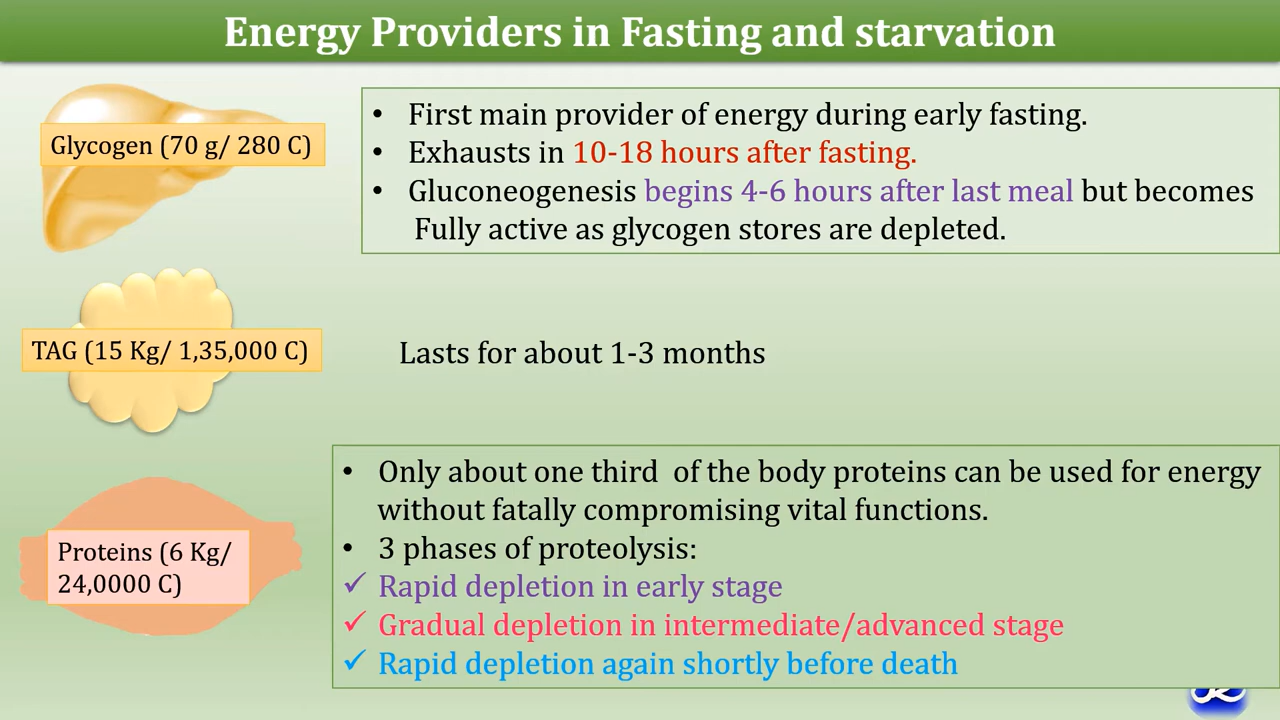 Energy Providers in Fasting and starvation
Glycogen (70 g/ 280 C)
• First main provider of energy during early fasting.
• Exhausts in 10-18 hours after fasting.
• Gluconeogenesis begins 4-6 hours after last meal but becomes
Fully active as glycogen stores are depleted.
TAG (15 Kg/ 1,35,000 C)
Lasts for about 1-3 months
Proteins (6 Kg/
24,0000 C)
• Only about one third of the body proteins can be used for energy
without fatally compromising vital functions.
• 3 phases of proteolysis:
✓ Rapid depletion in early stage
✓ Gradual depletion in intermediate/advanced stage
✓ Rapid depletion again shortly before death